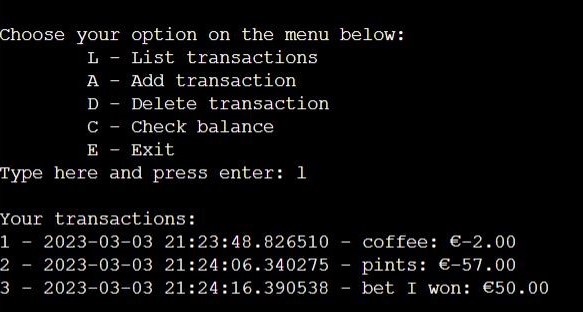 Choose your option on the menu below:
L - List transactions
A - Add transaction
D - Delete transaction
C - Check balance
E - Exit
Type here and press enter: l
Your transactions:
1 - 2023-03-03 21:23:48.826510 - coffee: €-2.00
2 - 2023-03-03 21:24:06.340275 - pints: €-57.00
3 - 2023-03-03 21:24:16.390538 - bet I won: €50.00